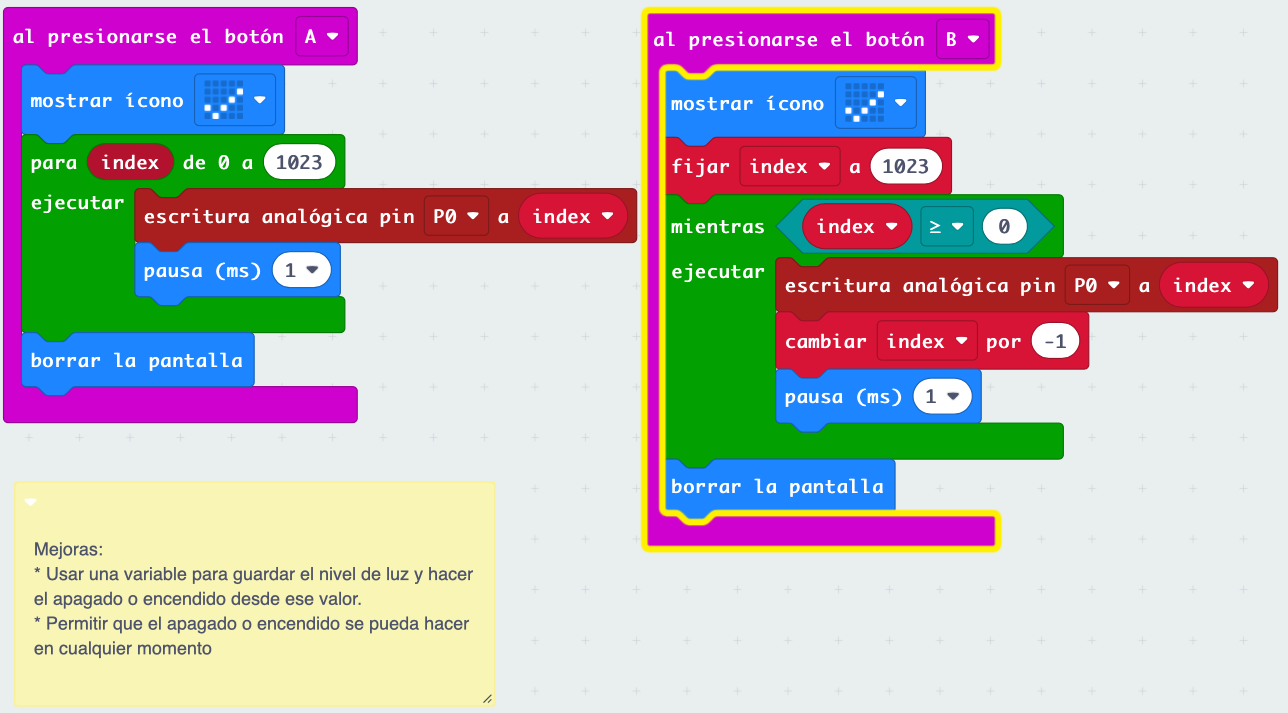 al presionarse el botón A
mostrar ícono
para index de 0 a 1023
ejecutar
escritura analógica pin P0 a index
pausa (ms) 1
borrar la pantalla
al presionarse el botón B
mostrar ícono
fijar index a 1023
mientras index ≥ 0
ejecutar
escritura analógica pin P0 a index
cambiar index por -1
pausa (ms) 1
borrar la pantalla
Mejoras:
* Usar una variable para guardar el nivel de luz y hacer
el apagado o encendido desde ese valor.
* Permitir que el apagado o encendido se pueda hacer
en cualquier momento